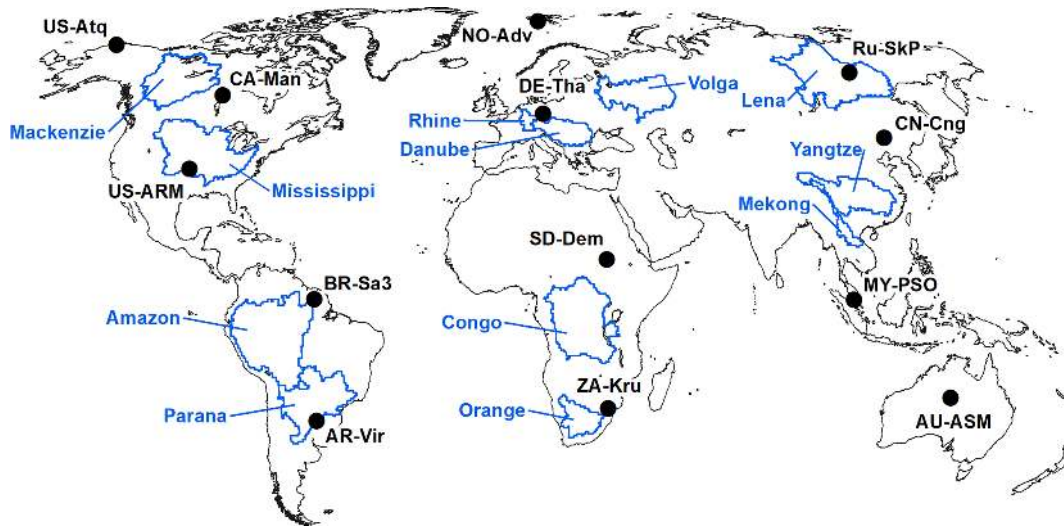 US-Atq
NO-Adv
Ru-SkP
CA-Man
DE-Tha
Volga
Lena
Mackenzie
Rhine
CN-Cng
Danube
Yangtze
US-ARM
Mississippi
Mekong
SD-Dem
BR-Sa3
MY-PSO
Amazon
Congo
ZA-Kru
Parana
Orange
AR-Vir
AU-ASM